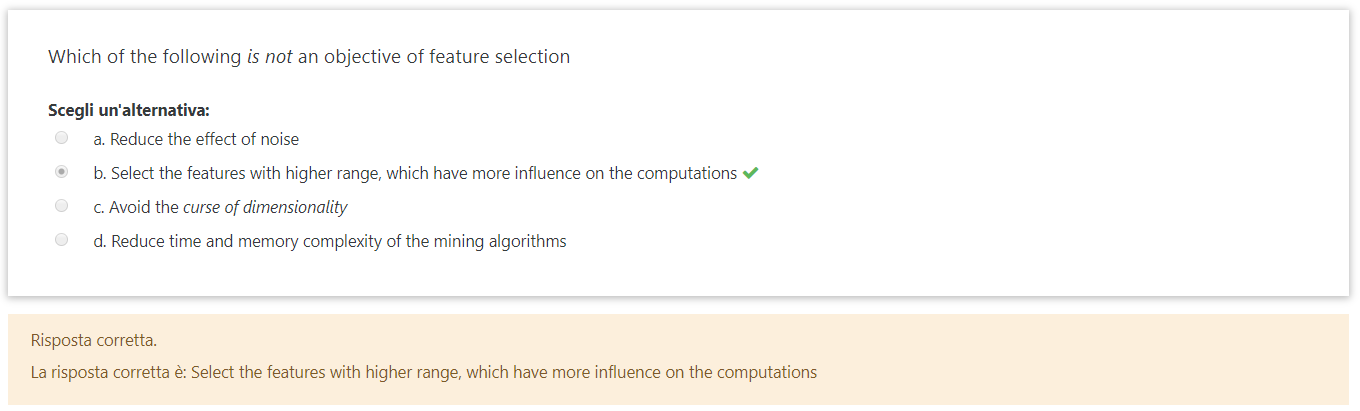 Which of the following is not an objective of feature selection
Scegli un'alternativa:
a. Reduce the effect of noise
b. Select the features with higher range, which have more influence on the computations
c. Avoid the curse of dimensionality
d. Reduce time and memory complexity of the mining algorithms
Risposta corretta.
La risposta corretta è: Select the features with higher range, which have more influence on the computations